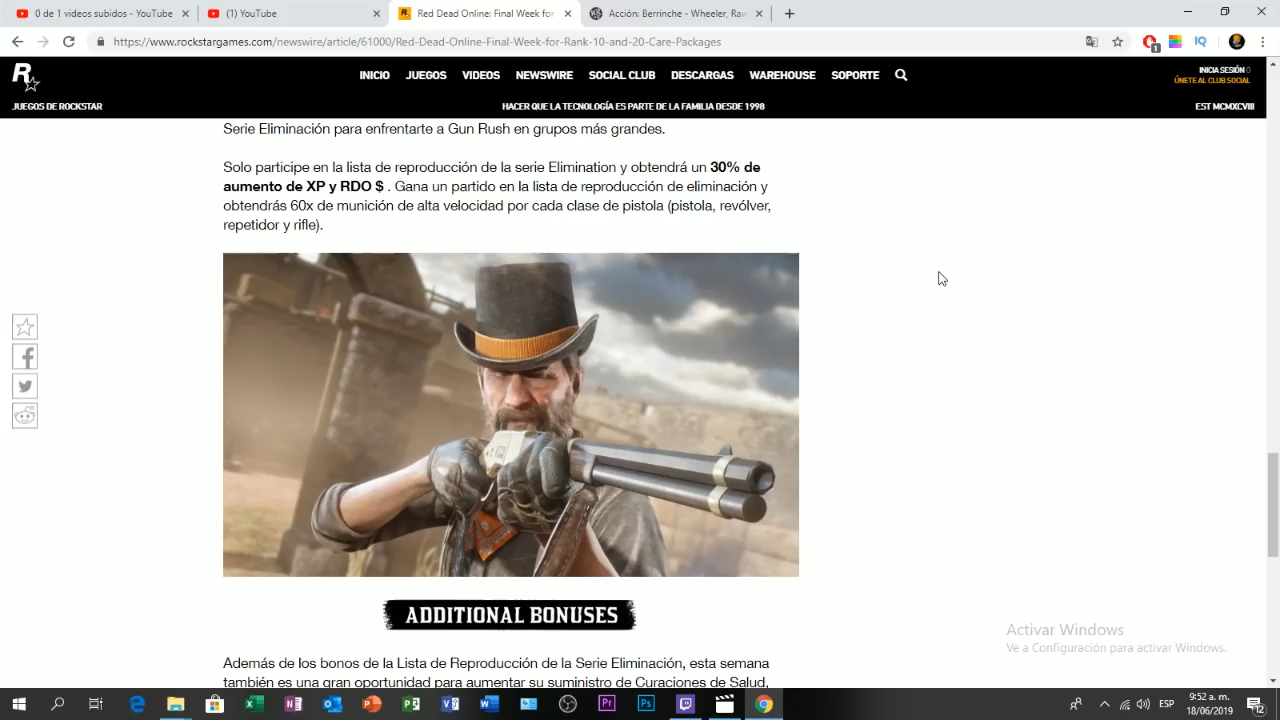 0 de 1 videos subidos - YouTube
(1) YouTube
Red Dead Online: Final Week for
Acción: Berrinche - Wheeler, Raw
https://www.rockstargames.com/newswire/article/61000/Red-Dead-Online-Final-Week-for-Rank-10-and-20-Care-Packages
1
IQ
R
INICIO JUEGOS VIDEOS NEWSWIRE SOCIAL CLUB DESCARGAS WAREHOUSE SOPORTE
INICIA SESIÓN
ÚNETE AL CLUB SOCIAL
JUEGOS DE ROCKSTAR
HACER QUE LA TECNOLOGÍA ES PARTE DE LA FAMILIA DESDE 1998
EST MCMXCVIII
Serie Eliminación para enfrentarte a Gun Rush en grupos más grandes.
Solo participe en la lista de reproducción de la serie Elimination y obtendrá un 30% de
aumento de XP y RDO $ . Gana un partido en la lista de reproducción de eliminación y
obtendrás 60x de munición de alta velocidad por cada clase de pistola (pistola, revólver,
repetidor y rifle).
ADDITIONAL BONUSES
Además de los bonos de la Lista de Reproducción de la Serie Eliminación, esta semana
también es una gran oportunidad para aumentar su suministro de Curaciones de Salud,
Activar Windows
Ve a Configuración para activar Windows.
ESP
9:52 a. m.
18/06/2019
12